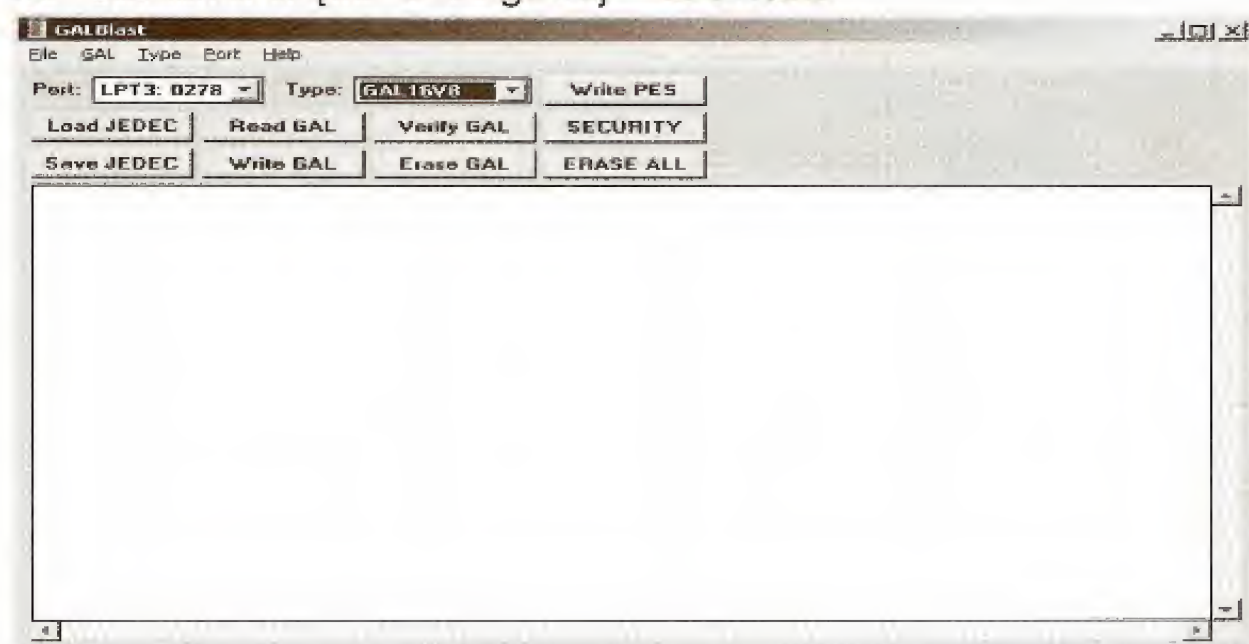 GALBlast
File GAL Type Port Help
Port: LPT3: 0278 Type: GAL16V8 Write PES
Load JEDEC Read GAL Verify GAL SECURITY
Save JEDEC Write GAL Erase GAL ERASE ALL